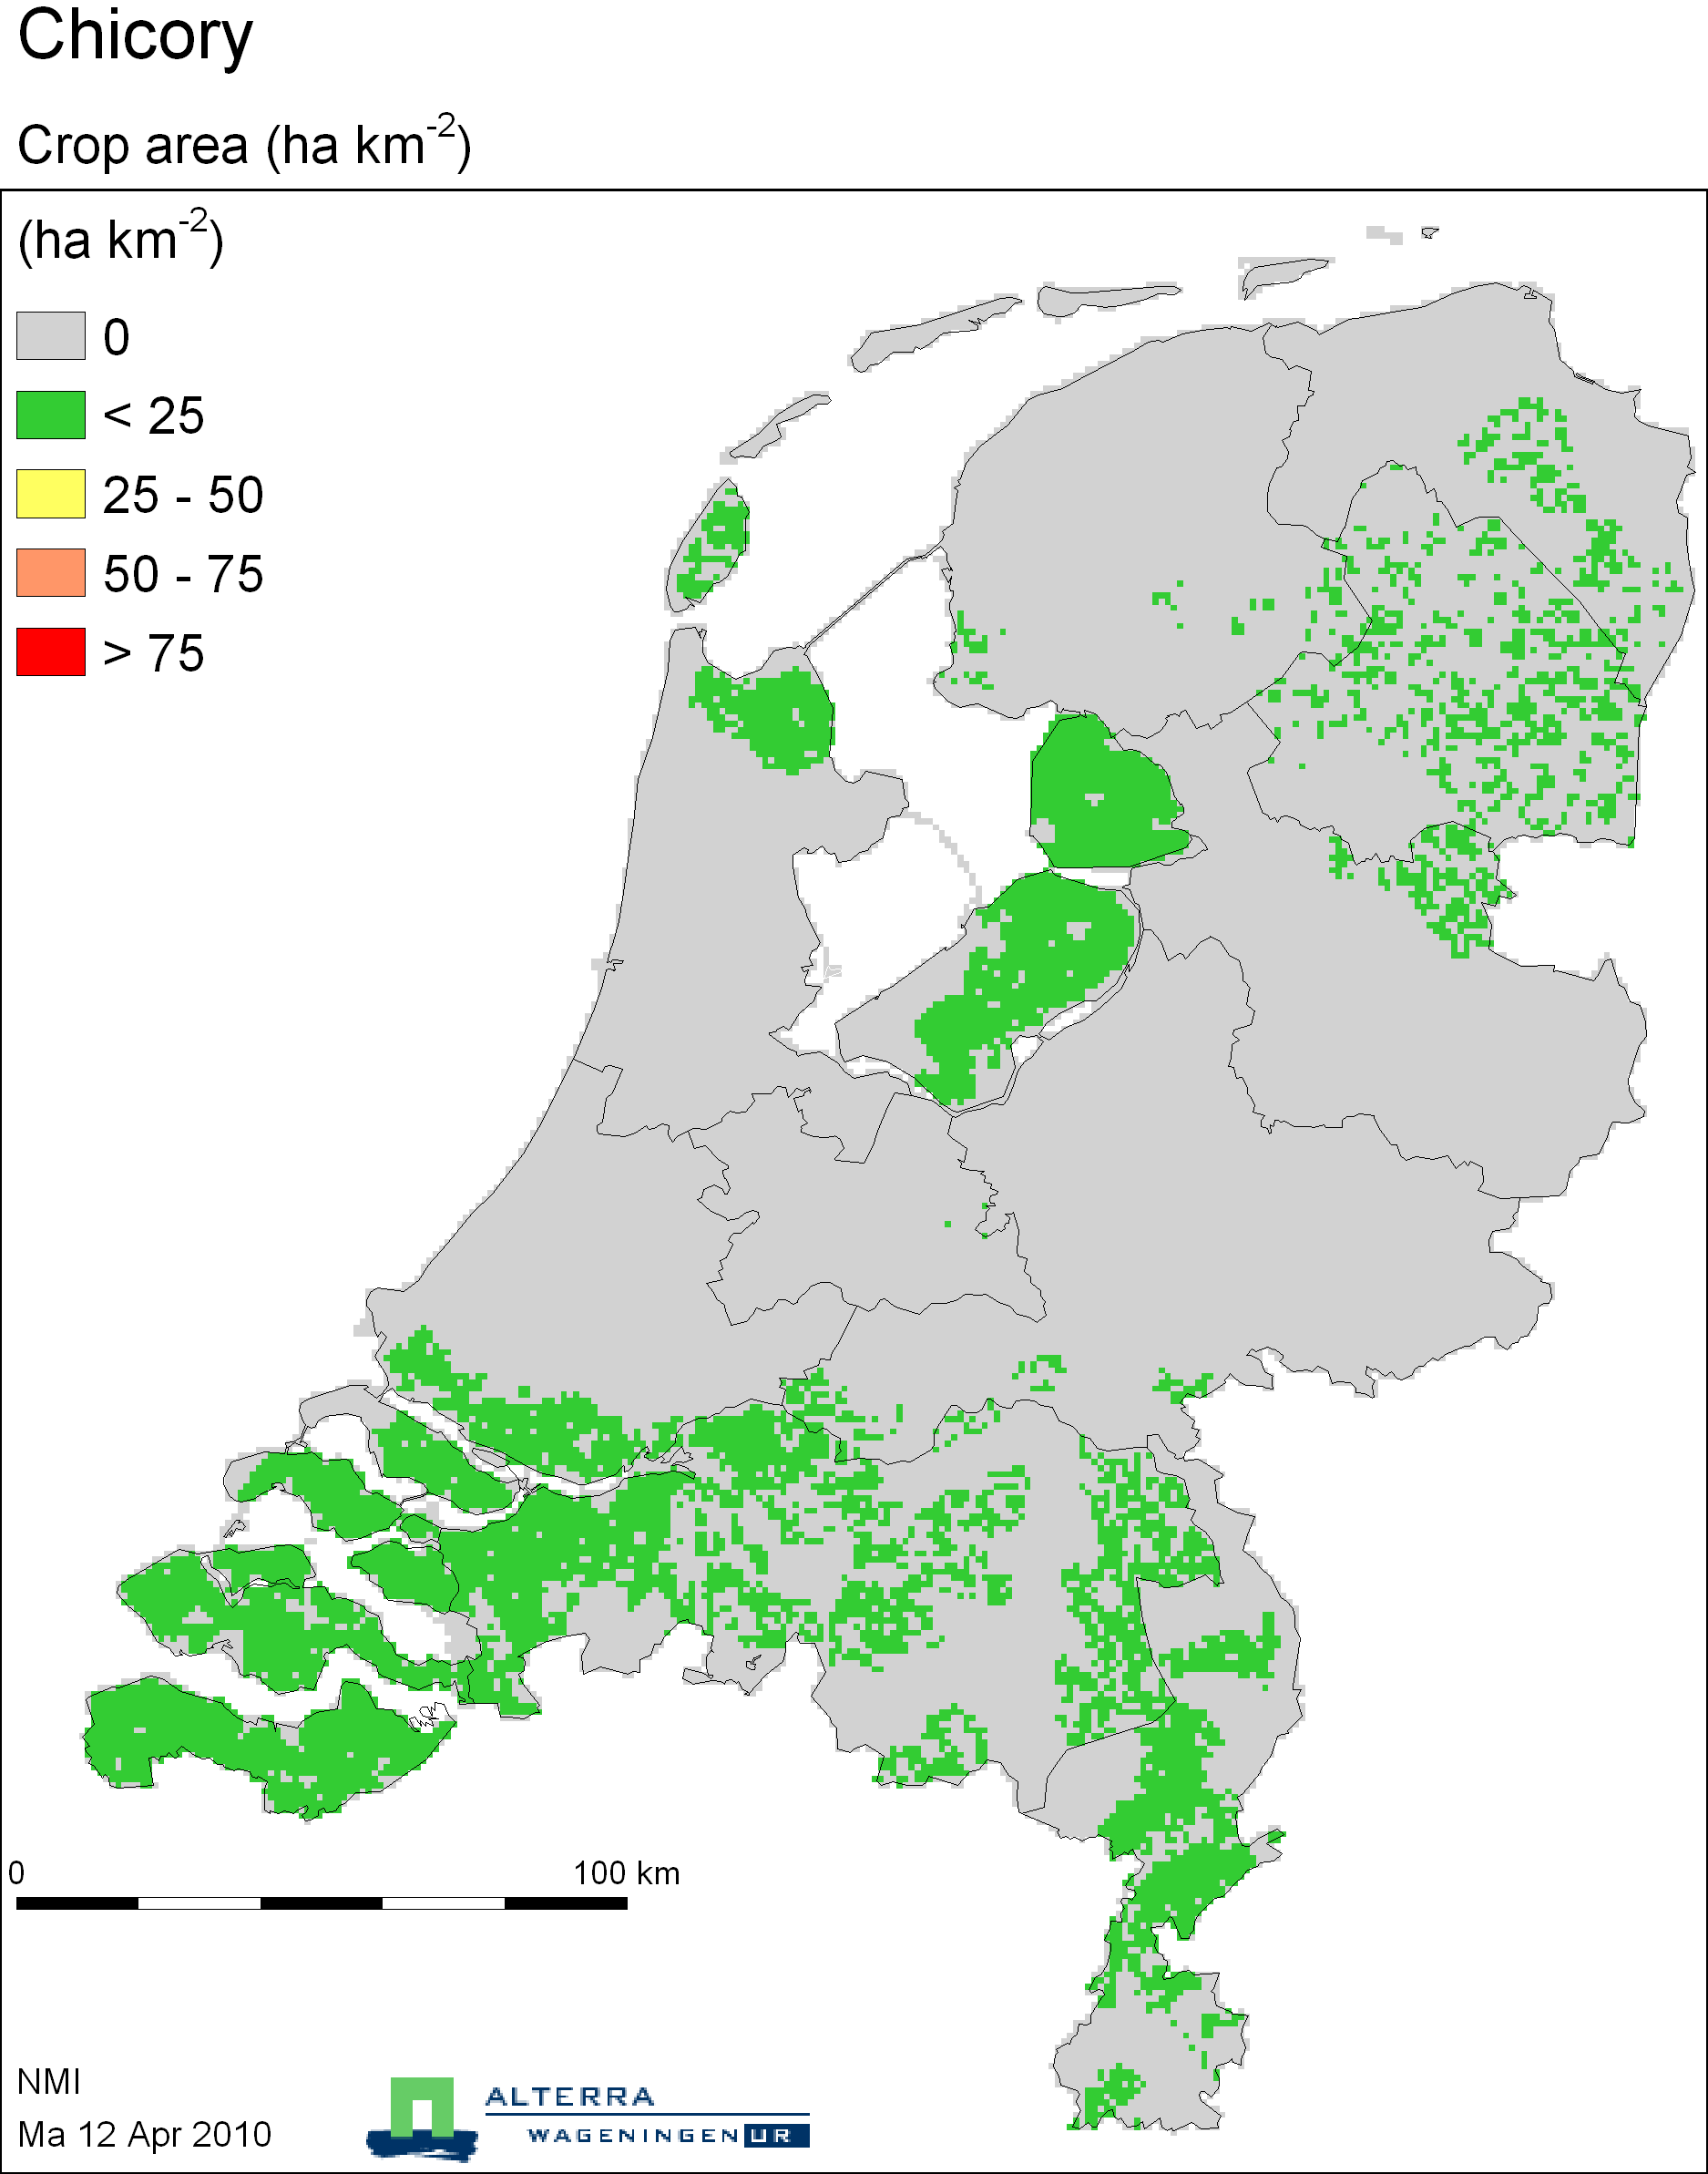 Chicory
Crop area (ha km-2)
(ha km-2)
0
< 25
25 - 50
50 - 75
> 75
0 100 km
NMI
Ma 12 Apr 2010
ALTERRA
WAGENINGEN UR